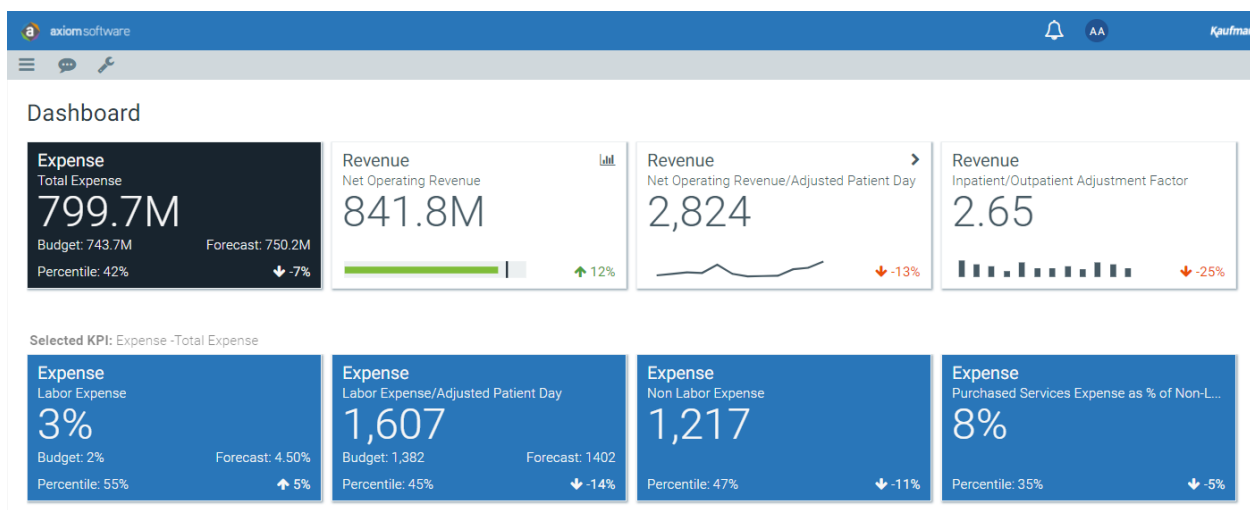 a axiom software
AA
Kaufma
Dashboard
Expense
Total Expense
799.7M
Budget: 743.7M Forecast: 750.2M
Percentile: 42% -7%
Revenue
Net Operating Revenue
841.8M
12%
Revenue
Net Operating Revenue/Adjusted Patient Day
2,824
-13%
Revenue
Inpatient/Outpatient Adjustment Factor
2.65
-25%
Selected KPI: Expense -Total Expense
Expense
Labor Expense
3%
Budget: 2% Forecast: 4.50%
Percentile: 55% 5%
Expense
Labor Expense/Adjusted Patient Day
1,607
Budget: 1,382 Forecast: 1402
Percentile: 45% -14%
Expense
Non Labor Expense
1,217
Percentile: 47% -11%
Expense
Purchased Services Expense as % of Non-L...
8%
Percentile: 35% -5%